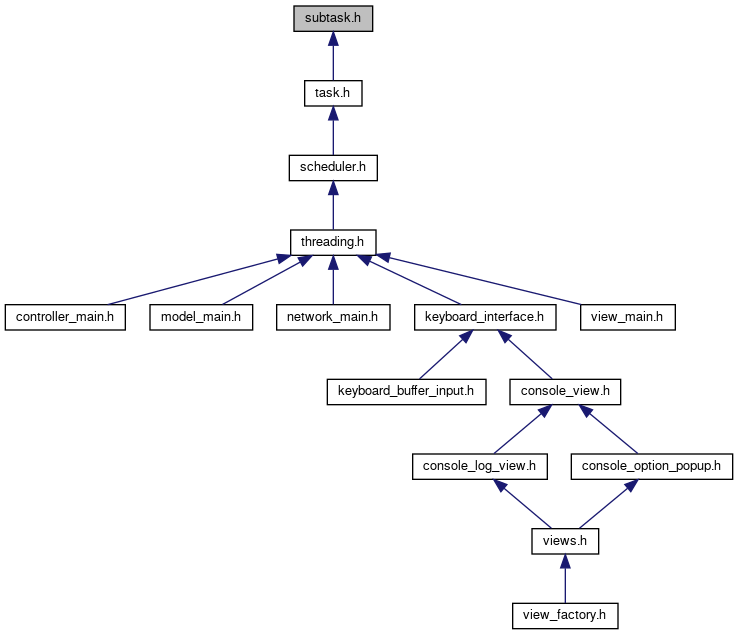 subtask.h
task.h
scheduler.h
threading.h
controller_main.h
model_main.h
network_main.h
keyboard_interface.h
view_main.h
keyboard_buffer_input.h
console_view.h
console_log_view.h
console_option_popup.h
views.h
view_factory.h